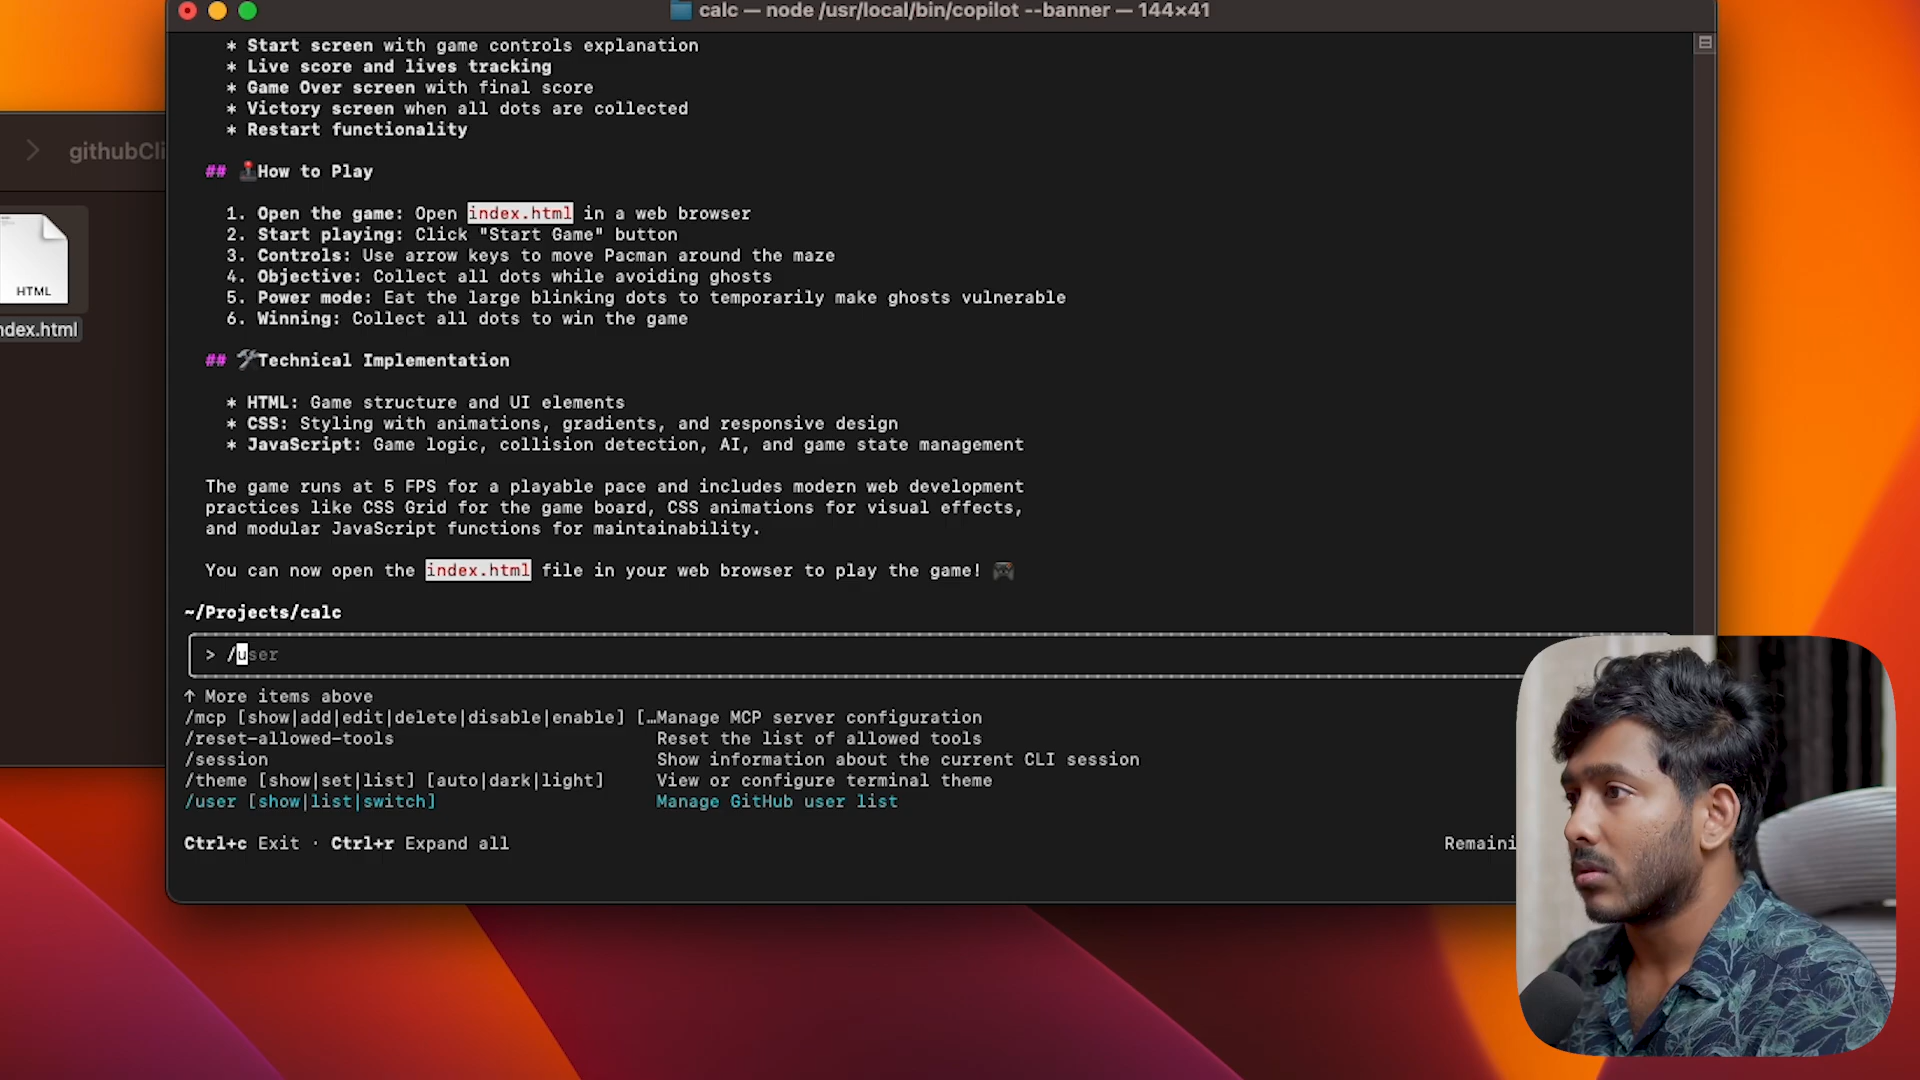 calc — node /usr/local/bin/copilot --banner — 144×41
* Start screen with game controls explanation
* Live score and lives tracking
* Game Over screen with final score
* Victory screen when all dots are collected
* Restart functionality
githubCli
## How to Play
1. Open the game: Open index.html in a web browser
2. Start playing: Click "Start Game" button
3. Controls: Use arrow keys to move Pacman around the maze
4. Objective: Collect all dots while avoiding ghosts
5. Power mode: Eat the large blinking dots to temporarily make ghosts vulnerable
6. Winning: Collect all dots to win the game
HTML
ndex.html
## Technical Implementation
* HTML: Game structure and UI elements
* CSS: Styling with animations, gradients, and responsive design
* JavaScript: Game logic, collision detection, AI, and game state management
The game runs at 5 FPS for a playable pace and includes modern web development
practices like CSS Grid for the game board, CSS animations for visual effects,
and modular JavaScript functions for maintainability.
You can now open the index.html file in your web browser to play the game! 🎮
~/Projects/calc
> /user
↑ More items above
/mcp [show|add|edit|delete|disable|enable] […Manage MCP server configuration
/reset-allowed-tools Reset the list of allowed tools
/session Show information about the current CLI session
/theme [show|set|list] [auto|dark|light] View or configure terminal theme
/user [show|list|switch] Manage GitHub user list
Ctrl+c Exit · Ctrl+r Expand all Remaini